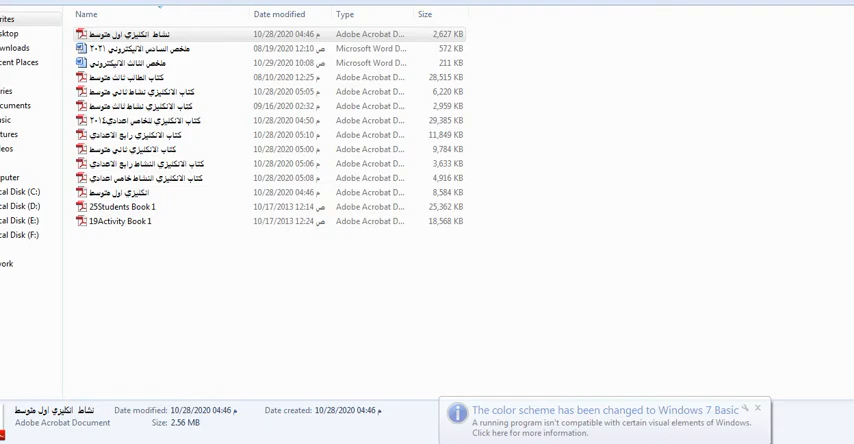 Name Date modified Type Size
نشاط انكليزي اول متوسط 10/28/2020 04:46 م Adobe Acrobat D... 2,627 KB
ملخص السادس الاليكتروني ٢٠٢١ 08/19/2020 12:10 ص Microsoft Word D... 572 KB
ملخص الثالث الاليكتروني 10/29/2020 10:08 ص Microsoft Word D... 211 KB
كتاب الطالب ثالث متوسط 08/10/2020 12:25 م Adobe Acrobat D... 28,515 KB
كتاب الانكليزي نشاط ثاني متوسط 10/28/2020 05:05 م Adobe Acrobat D... 6,220 KB
كتاب الانكليزي نشاط ثالث متوسط 09/16/2020 02:32 م Adobe Acrobat D... 2,959 KB
كتاب الانكليزي للخامس اعدادي٢٠١٤ 10/28/2020 04:50 م Adobe Acrobat D... 29,385 KB
كتاب الانكليزي رابع الاعدادي 10/28/2020 05:10 م Adobe Acrobat D... 11,849 KB
كتاب الانكليزي ثاني متوسط 10/28/2020 05:00 م Adobe Acrobat D... 9,784 KB
كتاب الانكليزي النشاط رابع الاعدادي 10/28/2020 05:06 م Adobe Acrobat D... 3,633 KB
كتاب الانكليزي النشاط خامس اعدادي 10/28/2020 05:08 م Adobe Acrobat D... 4,916 KB
انكليزي اول متوسط 10/28/2020 04:46 م Adobe Acrobat D... 8,584 KB
25Students Book 1 10/17/2013 12:14 ص Adobe Acrobat D... 25,362 KB
19Activity Book 1 10/17/2013 12:24 ص Adobe Acrobat D... 18,568 KB
rites
sktop
wnloads
cent Places
ries
cuments
usic
tures
eos
mputer
cal Disk (C:)
cal Disk (D:)
cal Disk (E:)
cal Disk (F:)
work
نشاط انكليزي اول متوسط Date modified: 10/28/2020 04:46 م Date created: 10/28/2020 04:46 م
Adobe Acrobat Document Size: 2.56 MB
The color scheme has been changed to Windows 7 Basic
A running program isn't compatible with certain visual elements of Windows.
Click here for more information.